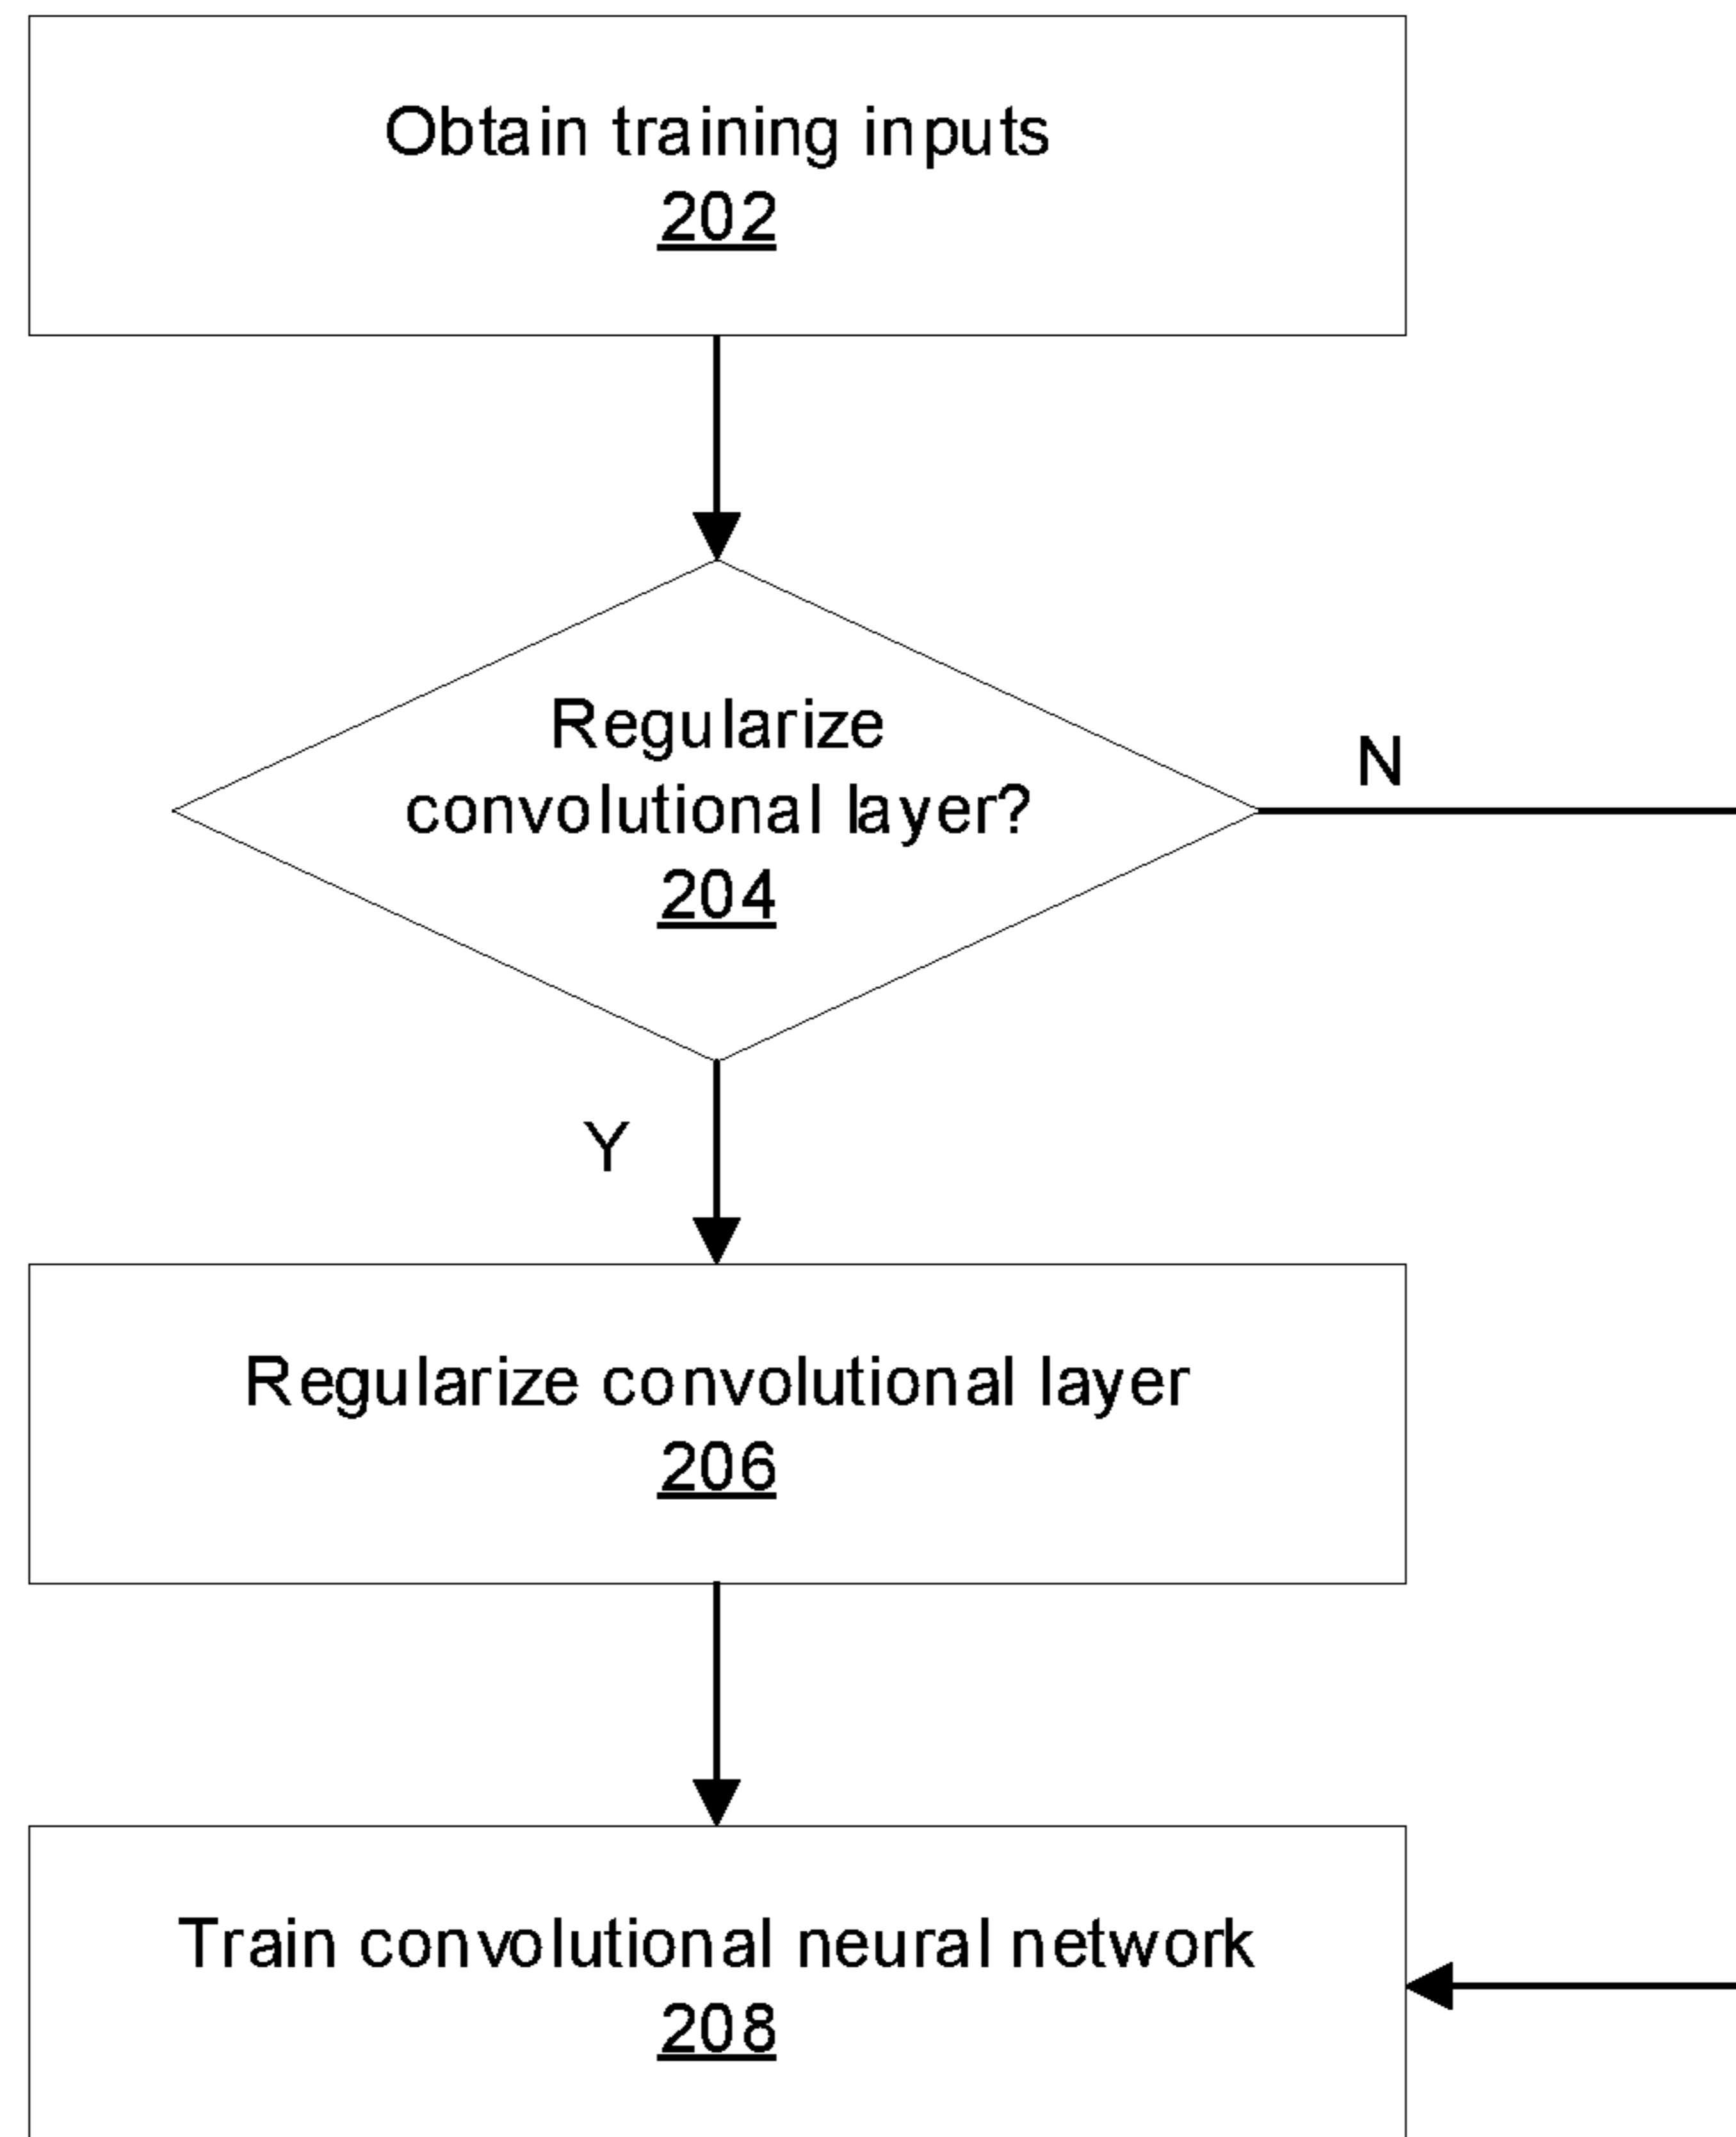 Obtain training inputs
202
Regularize
convolutional layer?
204
N
Y
Regularize convolutional layer
206
Train convolutional neural network
208